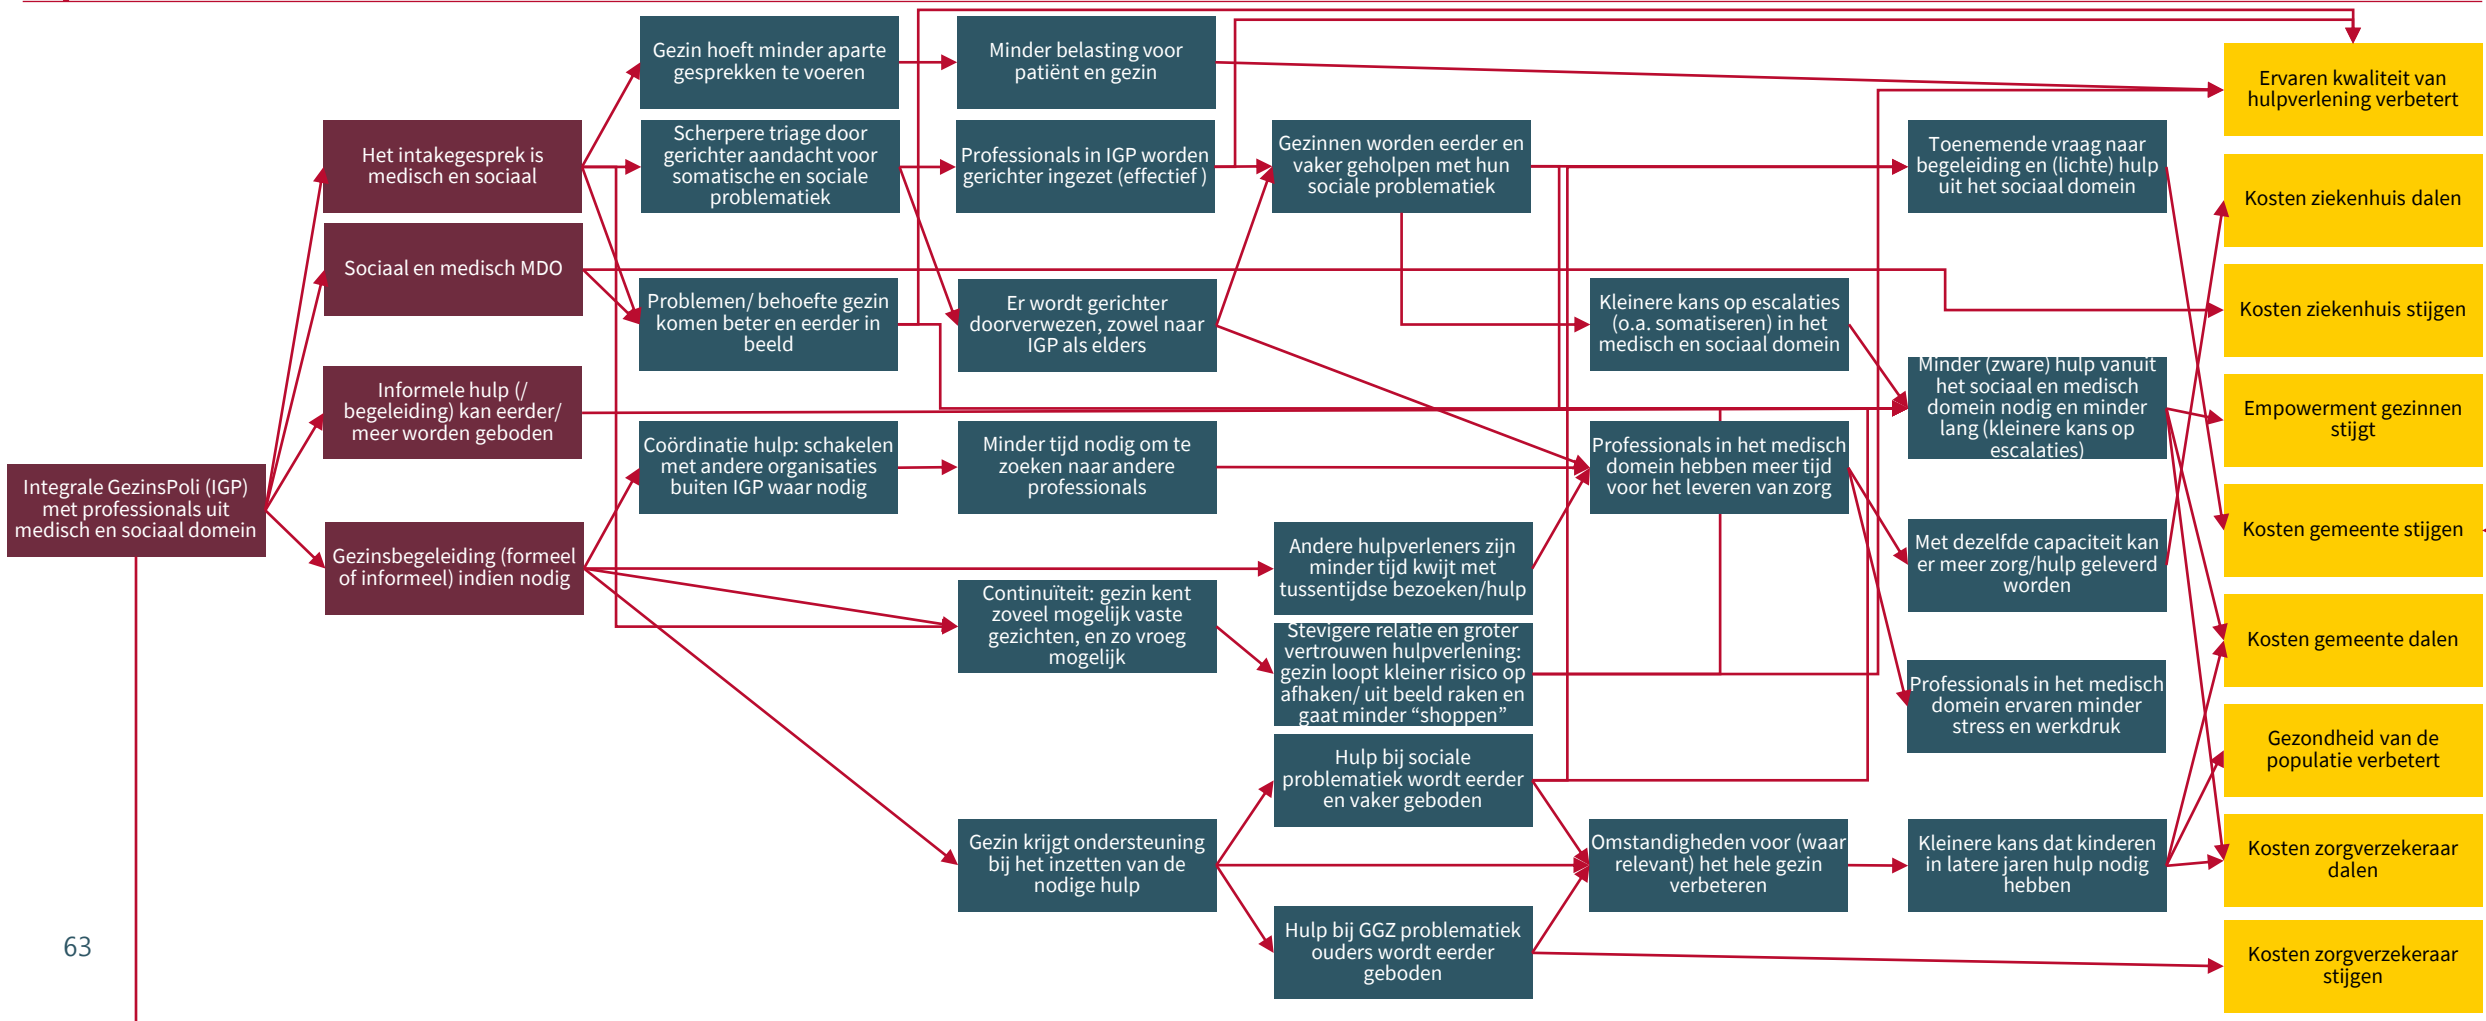 Gezin hoeft minder aparte
gesprekken te voeren
Minder belasting voor
patiënt en gezin
Ervaren kwaliteit van
hulpverlening verbetert
Het intakegesprek is
medisch en sociaal
Scherpere triage door
gerichter aandacht voor
somatische en sociale
problematiek
Professionals in IGP worden
gerichter ingezet (effectief )
Gezinnen worden eerder en
vaker geholpen met hun
sociale problematiek
Toenemende vraag naar
begeleiding en (lichte) hulp
uit het sociaal domein
Kosten ziekenhuis dalen
Sociaal en medisch MDO
Problemen/ behoefte gezin
komen beter en eerder in
beeld
Er wordt gerichter
doorverwezen, zowel naar
IGP als elders
Kleinere kans op escalaties
(o.a. somatiseren) in het
medisch en sociaal domein
Kosten ziekenhuis stijgen
Informele hulp (/
begeleiding) kan eerder/
meer worden geboden
Minder (zware) hulp vanuit
het sociaal en medisch
domein nodig en minder
lang (kleinere kans op
escalaties)
Empowerment gezinnen
stijgt
Integrale GezinsPoli (IGP)
met professionals uit
medisch en sociaal domein
Coördinatie hulp: schakelen
met andere organisaties
buiten IGP waar nodig
Minder tijd nodig om te
zoeken naar andere
professionals
Professionals in het medisch
domein hebben meer tijd
voor het leveren van zorg
Kosten gemeente stijgen
Gezinsbegeleiding (formeel
of informeel) indien nodig
Andere hulpverleners zijn
minder tijd kwijt met
tussentijdse bezoeken/hulp
Met dezelfde capaciteit kan
er meer zorg/hulp geleverd
worden
Continuïteit: gezin kent
zoveel mogelijk vaste
gezichten, en zo vroeg
mogelijk
Stevigere relatie en groter
vertrouwen hulpverlening:
gezin loopt kleiner risico op
afhaken/ uit beeld raken en
gaat minder “shoppen”
Kosten gemeente dalen
Professionals in het medisch
domein ervaren minder
stress en werkdruk
Gezondheid van de
populatie verbetert
Hulp bij sociale
problematiek wordt eerder
en vaker geboden
Gezin krijgt ondersteuning
bij het inzetten van de
nodige hulp
Omstandigheden voor (waar
relevant) het hele gezin
verbeteren
Kleinere kans dat kinderen
in latere jaren hulp nodig
hebben
Kosten zorgverzekeraar
dalen
Hulp bij GGZ problematiek
ouders wordt eerder
geboden
Kosten zorgverzekeraar
stijgen
63